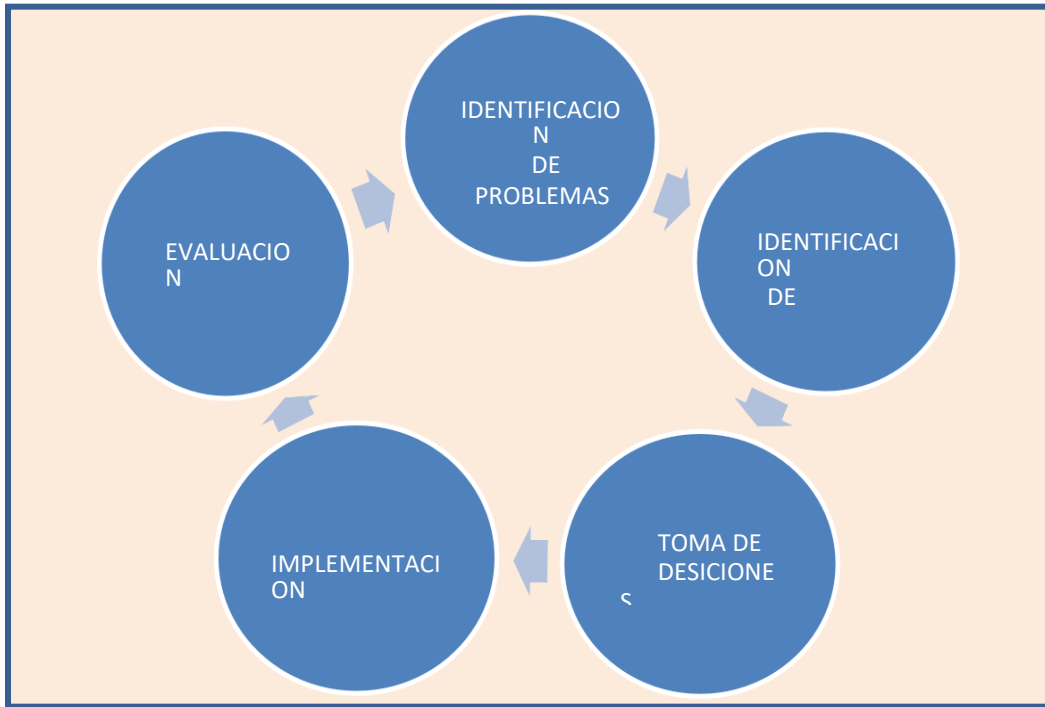 IDENTIFICACIO
N
DE
PROBLEMAS
IDENTIFICACI
ON
DE
TOMA DE
DESICIONE
S
IMPLEMENTACI
ON
EVALUACIO
N